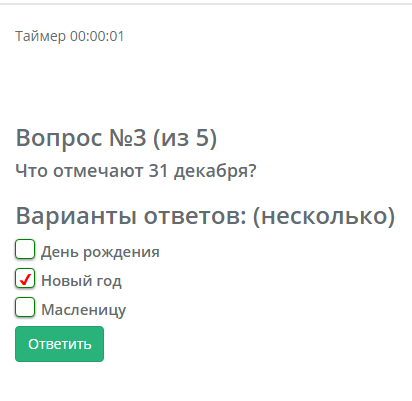 Таймер 00:00:01
Вопрос №3 (из 5)
Что отмечают 31 декабря?
Варианты ответов: (несколько)
День рождения
Новый год
Масленицу
Ответить